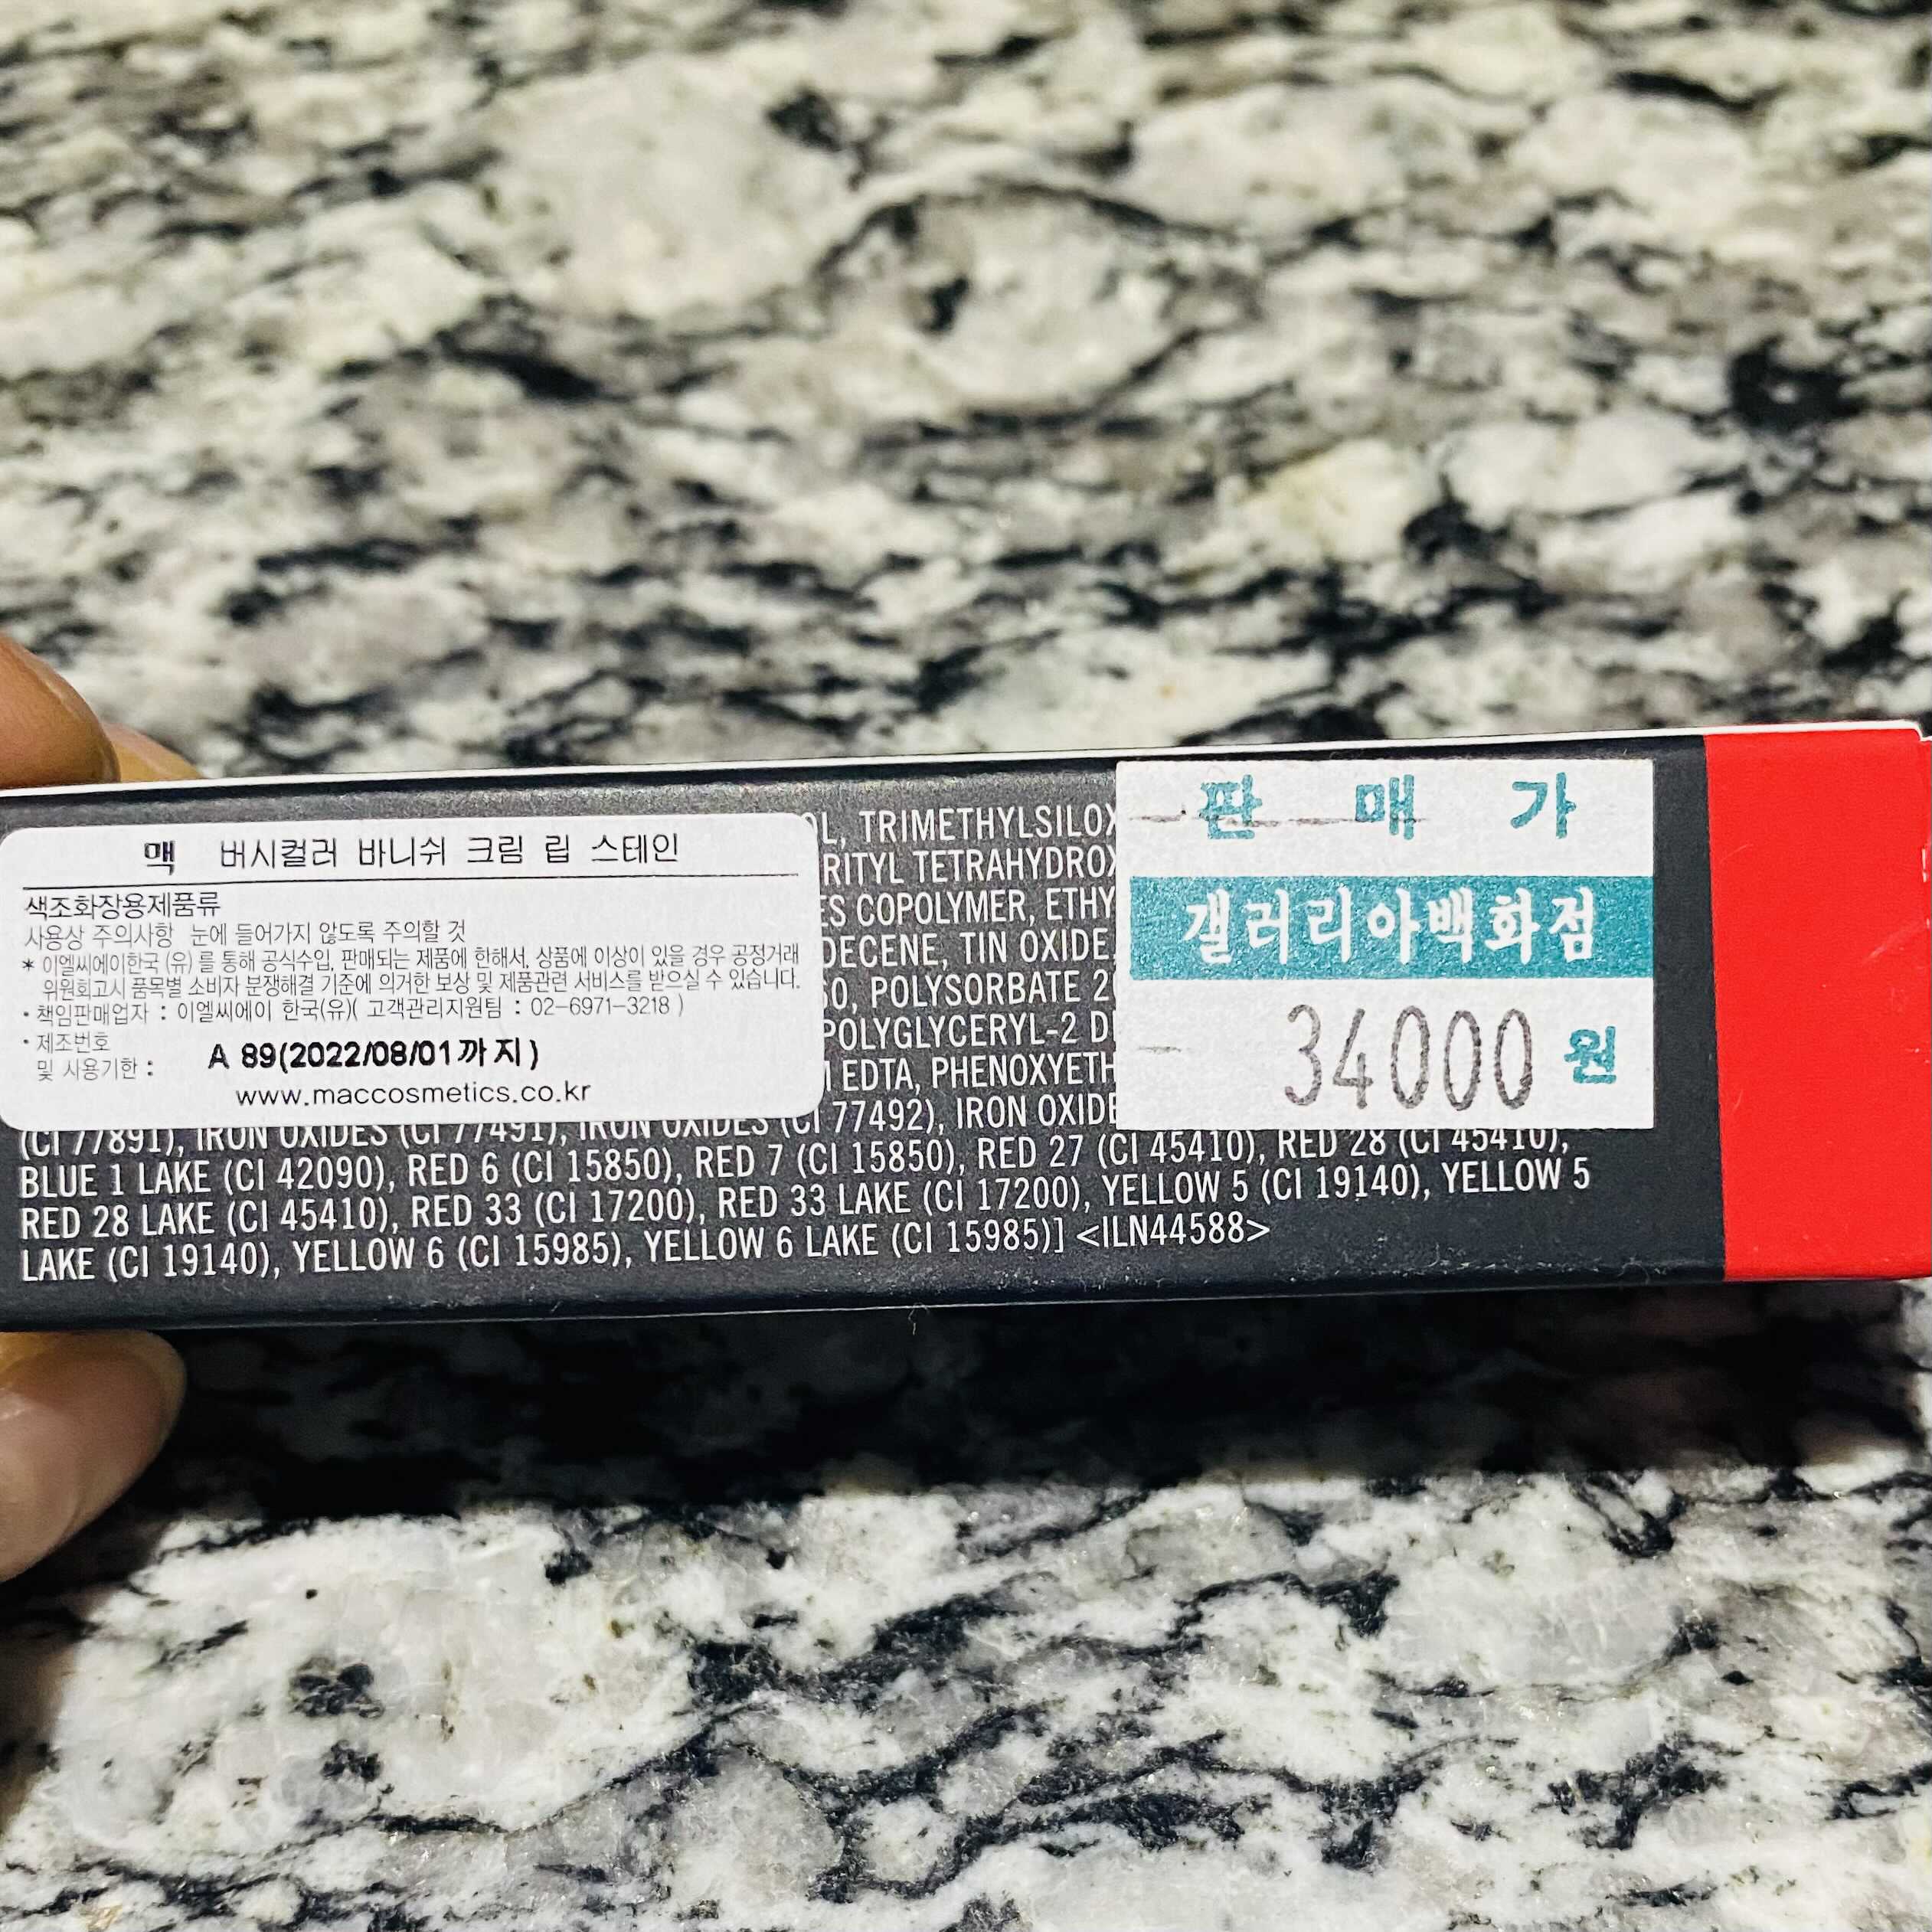 맥 버시컬러 바니쉬 크림 립 스테인
색조화장용제품류
사용상 주의사항 눈에 들어가지 않도록 주의할 것
* 이엘씨에이한국 (유) 를 통해 공식수입, 판매되는 제품에 한해서, 상품에 이상이 있을 경우 공정거래
위원회고시 품목별 소비자 분쟁해결 기준에 의거한 보상 및 제품관련 서비스를 받으실 수 있습니다.
· 책임판매업자 : 이엘씨에이 한국(유)( 고객관리지원팀 : 02-6971-3218 )
· 제조번호
및 사용기한 : A 89(2022/08/01까지)
www.maccosmetics.co.kr
판 매 가
갤러리아백화점
34000 원
OL, TRIMETHYLSILOX
RITYL TETRAHYDROX
ES COPOLYMER, ETHY
DECENE, TIN OXIDE,
60, POLYSORBATE 2
POLYGLYCERYL-2 DI
EDTA, PHENOXYETH
(CI 77891), IRON OXIDES (CI 77491), IRON OXIDES (CI 77492), IRON OXIDE
BLUE 1 LAKE (CI 42090), RED 6 (CI 15850), RED 7 (CI 15850), RED 27 (CI 45410), RED 28 (CI 45410),
RED 28 LAKE (CI 45410), RED 33 (CI 17200), RED 33 LAKE (CI 17200), YELLOW 5 (CI 19140), YELLOW 5
LAKE (CI 19140), YELLOW 6 (CI 15985), YELLOW 6 LAKE (CI 15985)] <ILN44588>